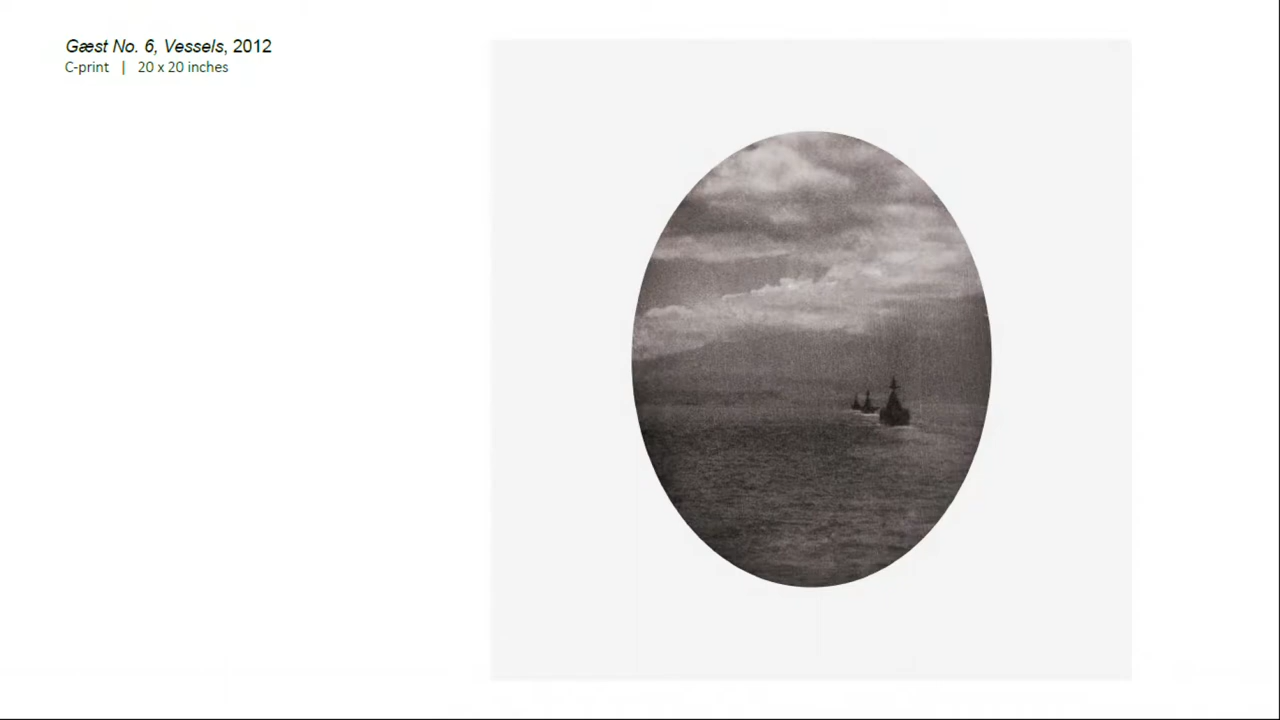 Gæst No. 6, Vessels, 2012
C-print | 20 x 20 inches